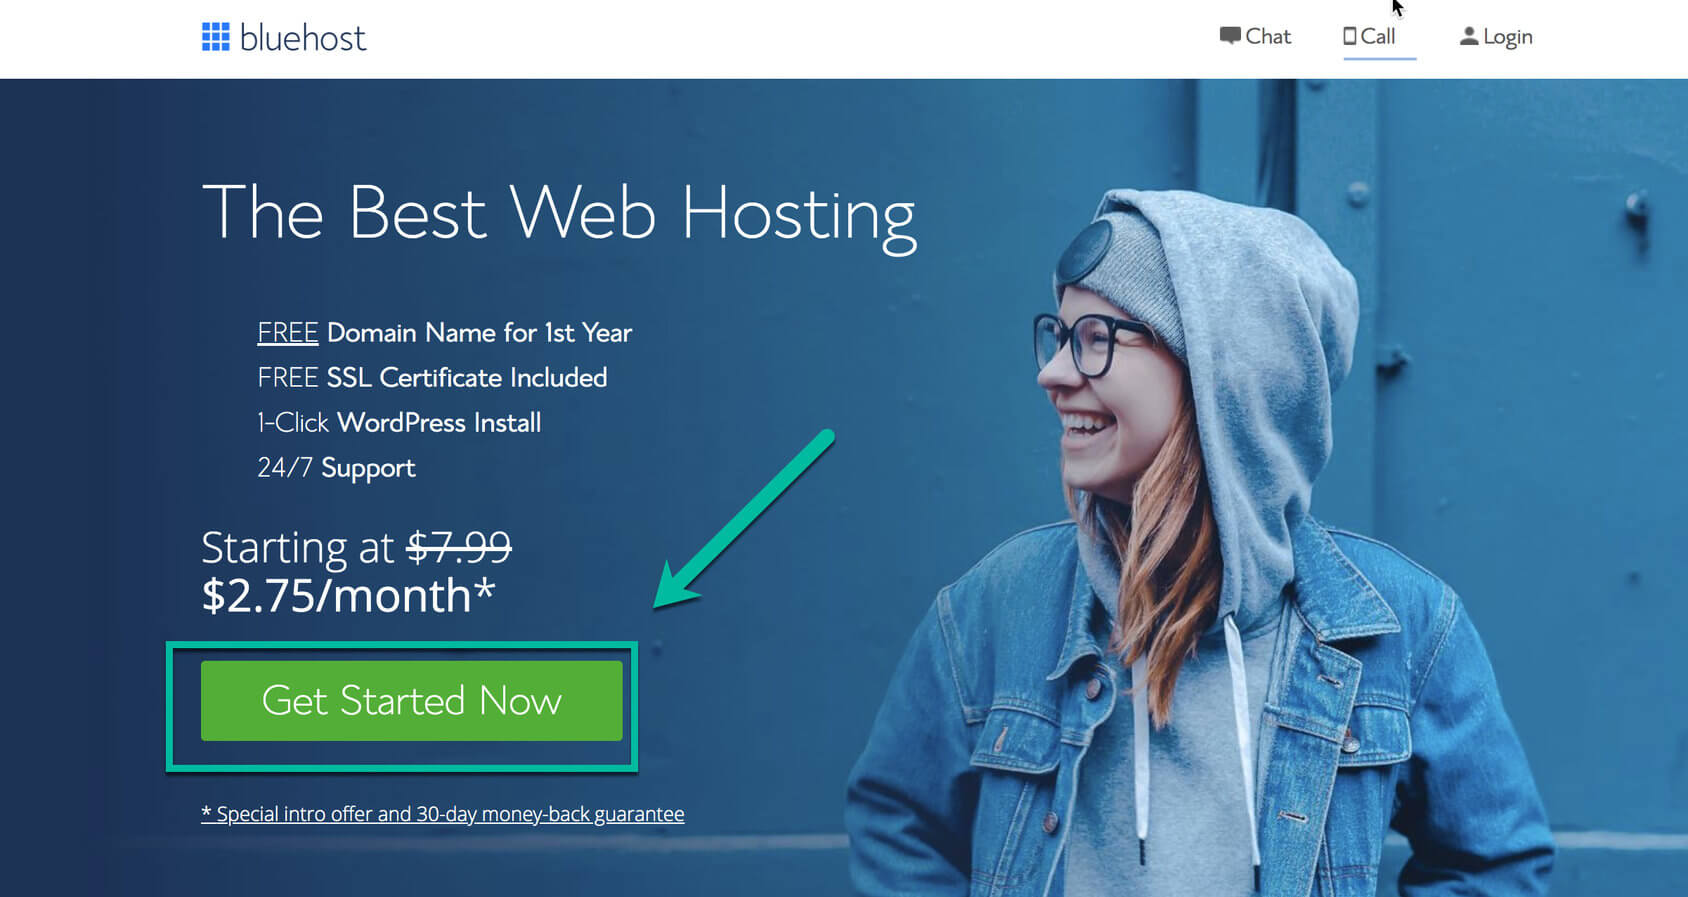 bluehost
Chat
Call
Login
The Best Web Hosting
FREE Domain Name for 1st Year
FREE SSL Certificate Included
1-Click WordPress Install
24/7 Support
Starting at $7.99
$2.75/month*
Get Started Now
* Special intro offer and 30-day money-back guarantee